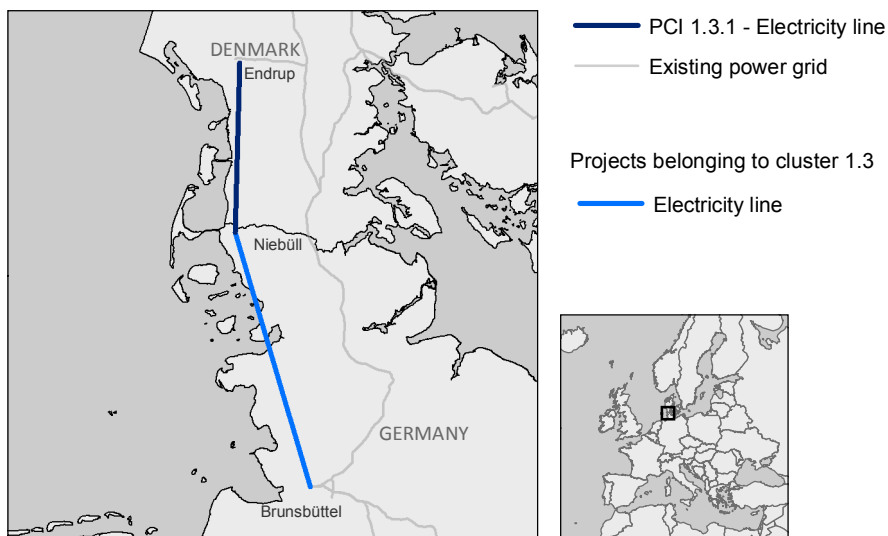 DENMARK
Endrup
Niebüll
GERMANY
Brunsbüttel
PCI 1.3.1 - Electricity line
Existing power grid
Projects belonging to cluster 1.3
Electricity line